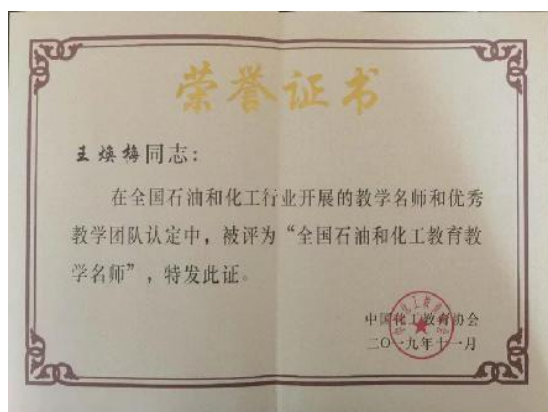 荣誉证书
王焕梅同志：
在全国石油和化工行业开展的教学名师和优秀
教学团队认定中，被评为“全国石油和化工教育教
学名师”，特发此证。
中国化工教育协会
二〇一九年十一月